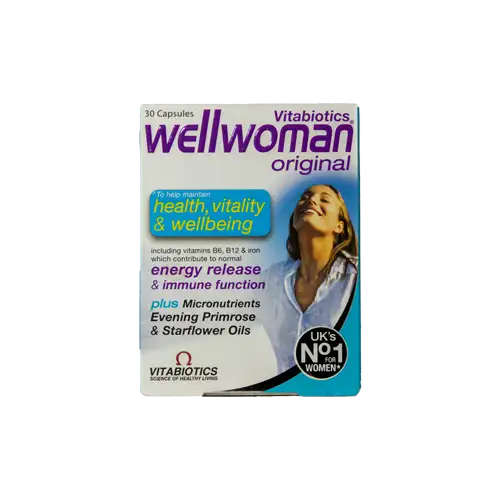 30 Capsules
Vitabiotics
wellwoman®
original
*To help maintain
health, vitality
& wellbeing
including vitamins B6, B12 & iron
which contribute to normal
energy release
& immune function
plus Micronutrients
Evening Primrose
& Starflower Oils
UK's
No1
FOR
WOMEN*
VITABIOTICS
SCIENCE OF HEALTHY LIVING